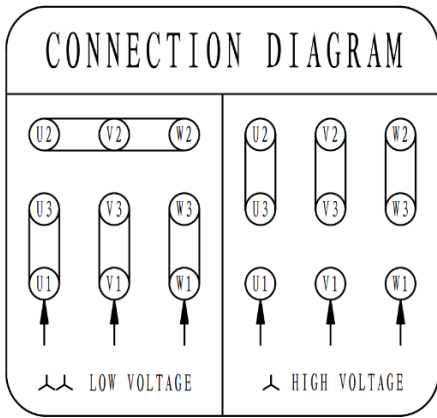 CONNECTION DIAGRAM
U2 V2 W2
U3 V3 W3
U1 V1 W1
LOW VOLTAGE
U2 V2 W2
U3 V3 W3
U1 V1 W1
HIGH VOLTAGE